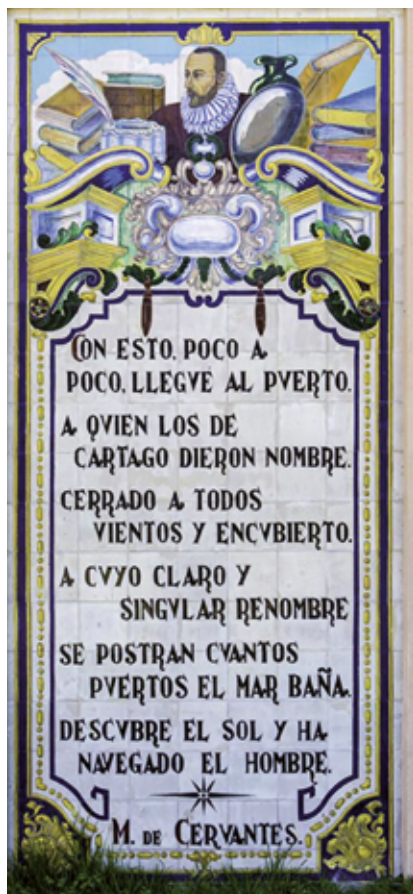 CON ESTO, POCO A
POCO, LLEGVE AL PVERTO.
A QVIEN LOS DE
CARTAGO DIERON NOMBRE.
CERRADO A TODOS
VIENTOS Y ENCVBIERTO.
A CVYO CLARO Y
SINGVLAR RENOMBRE
SE POSTRAN CVANTOS
PVERTOS EL MAR BAÑA.
DESCVBRE EL SOL Y HA
NAVEGADO EL HOMBRE.
M. DE CERVANTES.